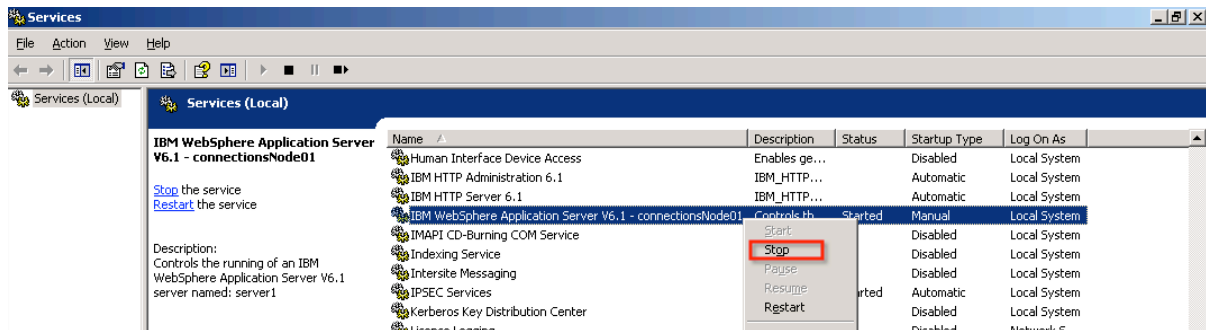 Services
File Action View Help
Services (Local)
Services (Local)
IBM WebSphere Application Server V6.1 - connectionsNode01
Stop the service
Restart the service
Description:
Controls the running of an IBM
WebSphere Application Server V6.1
server named: server1
Name Description Status Startup Type Log On As
Human Interface Device Access Enables ge... Disabled Local System
IBM HTTP Administration 6.1 IBM_HTTP... Automatic Local System
IBM HTTP Server 6.1 IBM_HTTP... Automatic Local System
IBM WebSphere Application Server V6.1 - connectionsNode01 Controls th Started Manual Local System
IMAPI CD-Burning COM Service Disabled Local System
Indexing Service Disabled Local System
Intersite Messaging Disabled Local System
IPSEC Services rted Automatic Local System
Kerberos Key Distribution Center Disabled Local System
Start
Stop
Pause
Resume
Restart